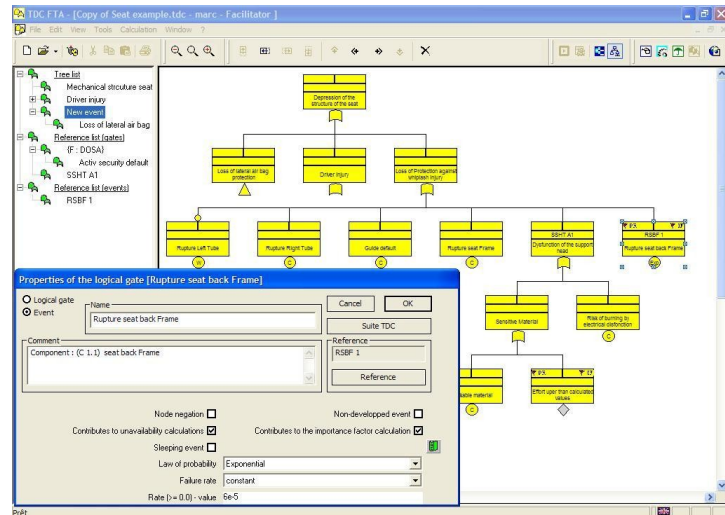 TDC FTA - [Copy of Seat example.tdc - marc - Facilitator ]
File Edit View Tools Calculation Window ?
Tree list
Mechanical strcuture seat
Driver injury
New event
Loss of lateral air bag
Reference list (gates)
{F : DOSA}
Activ security default
SSHT A1
Reference list (events)
RSBF 1
Depression of the
structure of the seat
Loss of lateral air bag
protection
Driver injury
Loss of Protection against
whiplash injury
Rupture Left Tube
W
Rupture Right Tube
C
Guide default
C
Rupture seat Frame
C
SSHT A1
Dysfunction of the support
head
RSBF 1
Rupture seat back Frame
Exp
Sensitive Material
Risk of burning by
electrical disfonction
C
able material
C
Effort uper than calculated
values
Properties of the logical gate [Rupture seat back Frame]
Logical gate
Event
Name
Rupture seat back Frame
Cancel
OK
Suite TDC
Comment
Component : (C 1.1) seat back Frame
Reference
RSBF 1
Reference
Node negation
Non-developped event
Contributes to unavailability calculations
Contributes to the importance factor calculation
Sleeping event
Law of probability
Exponential
Failure rate
constant
Rate (>= 0.0) - value
6e-5
Prêt